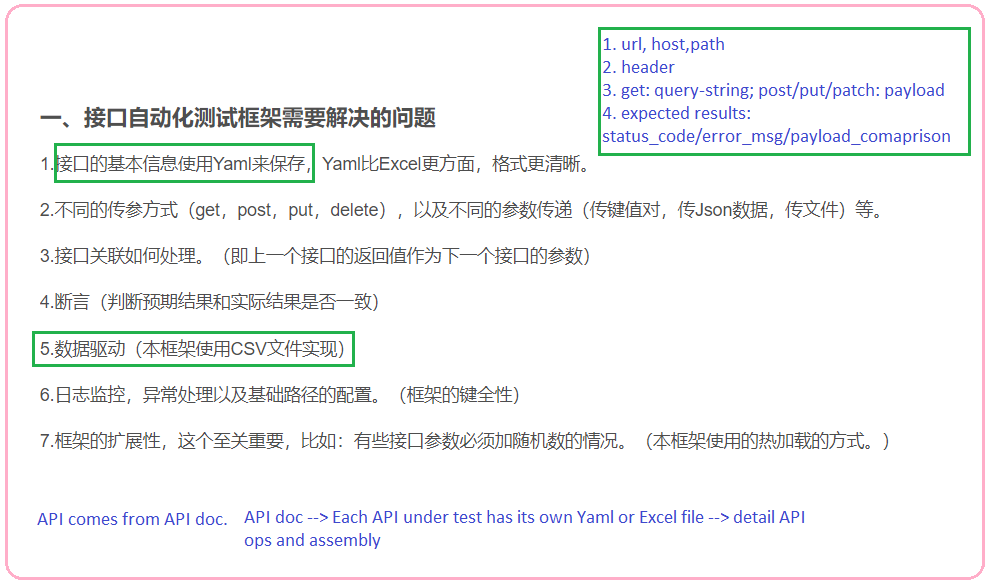 1. url, host,path
2. header
3. get: query-string; post/put/patch: payload
4. expected results:
status_code/error_msg/payload_comaprison
一、接口自动化测试框架需要解决的问题
1.接口的基本信息使用Yaml来保存，Yaml比Excel更方面，格式更清晰。
2.不同的传参方式（get，post，put，delete），以及不同的参数传递（传键值对，传Json数据，传文件）等。
3.接口关联如何处理。（即上一个接口的返回值作为下一个接口的参数）
4.断言（判断预期结果和实际结果是否一致）
5.数据驱动（本框架使用CSV文件实现）
6.日志监控，异常处理以及基础路径的配置。（框架的键全性）
7.框架的扩展性，这个至关重要，比如：有些接口参数必须加随机数的情况。（本框架使用的热加载的方式。）
API comes from API doc.
API doc --> Each API under test has its own Yaml or Excel file --> detail API
ops and assembly